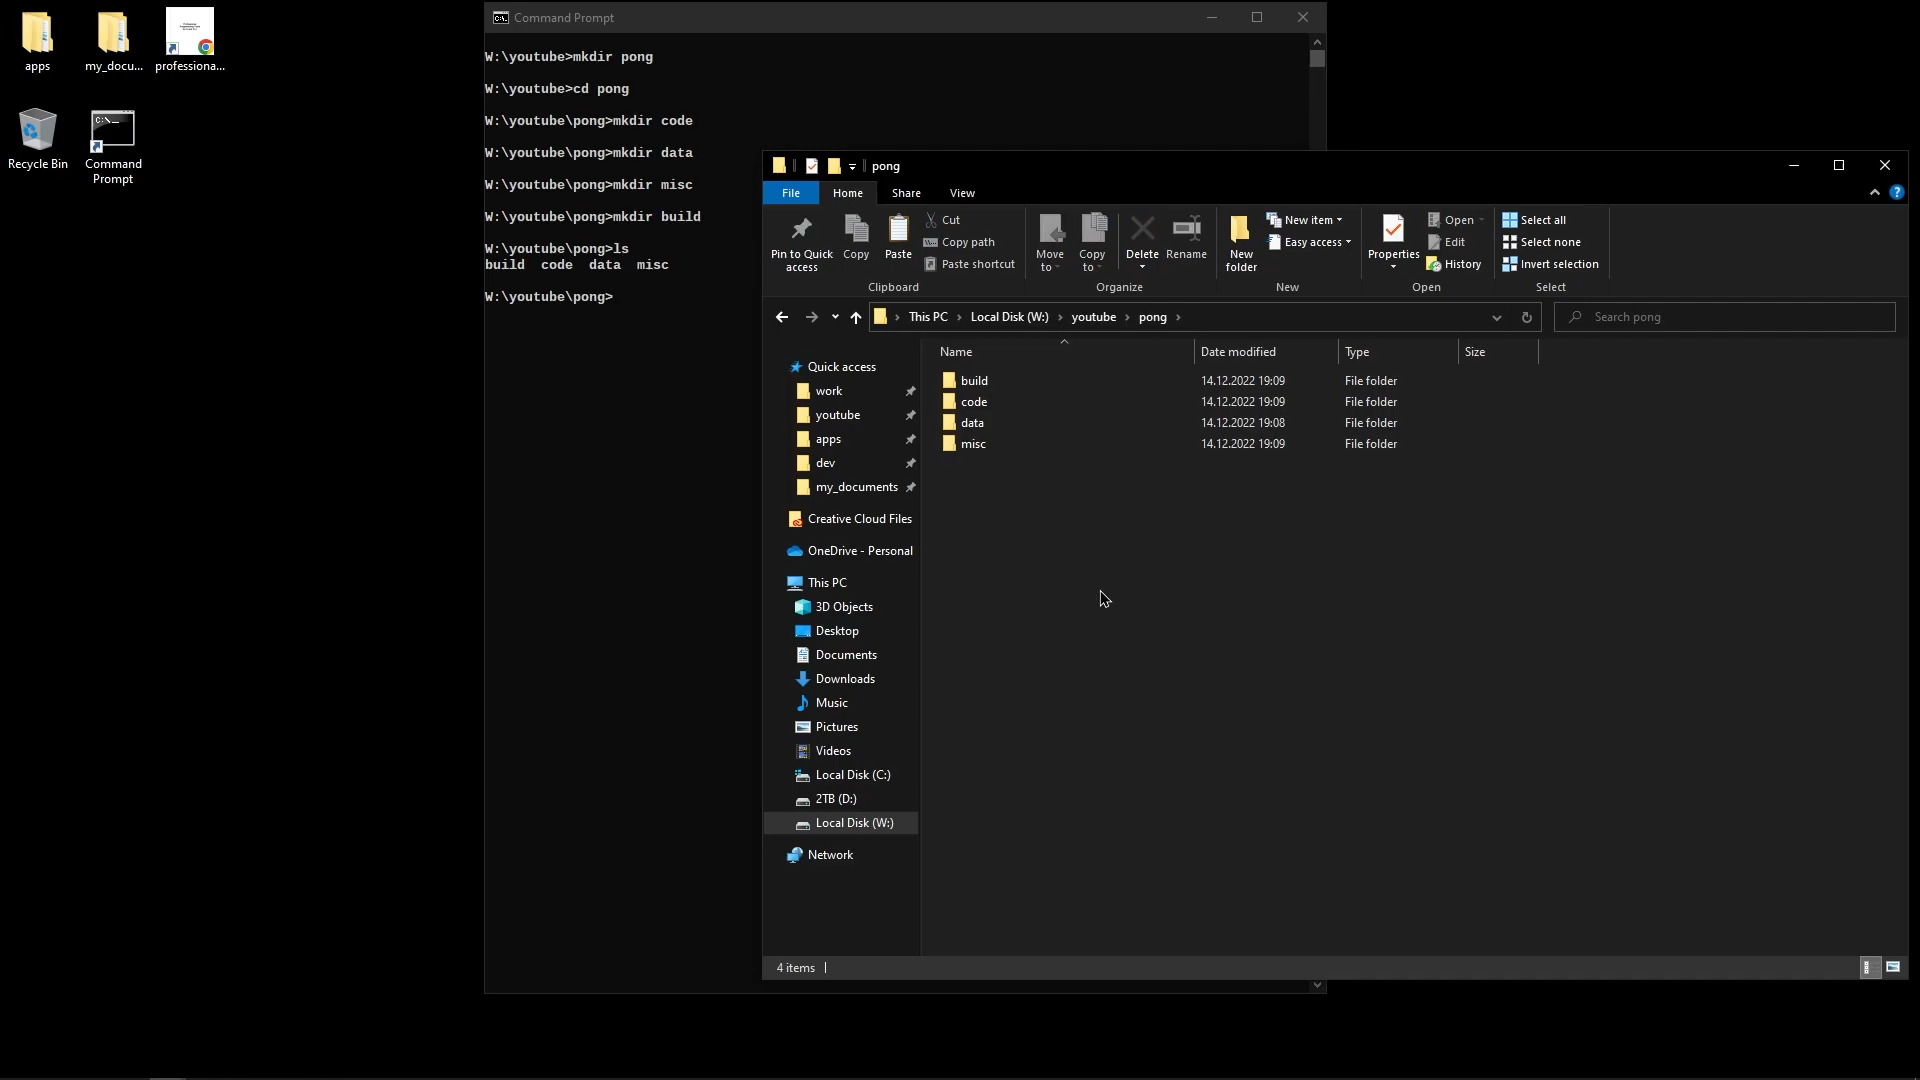 apps
my_docu...
professiona...
Recycle Bin
Command
Prompt
Command Prompt
W:\youtube>mkdir pong
W:\youtube>cd pong
W:\youtube\pong>mkdir code
W:\youtube\pong>mkdir data
W:\youtube\pong>mkdir misc
W:\youtube\pong>mkdir build
W:\youtube\pong>ls
build code data misc
W:\youtube\pong>
pong
File Home Share View
Pin to Quick
access
Copy
Paste
Cut
Copy path
Paste shortcut
Clipboard
Move
to
Copy
to
Delete
Rename
Organize
New
folder
New item
Easy access
New
Properties
Open
Edit
History
Open
Select all
Select none
Invert selection
Select
This PC › Local Disk (W:) › youtube › pong ›
Search pong
Quick access
work
youtube
apps
dev
my_documents
Creative Cloud Files
OneDrive - Personal
This PC
3D Objects
Desktop
Documents
Downloads
Music
Pictures
Videos
Local Disk (C:)
2TB (D:)
Local Disk (W:)
Network
Name Date modified Type Size
build 14.12.2022 19:09 File folder
code 14.12.2022 19:09 File folder
data 14.12.2022 19:08 File folder
misc 14.12.2022 19:09 File folder
4 items